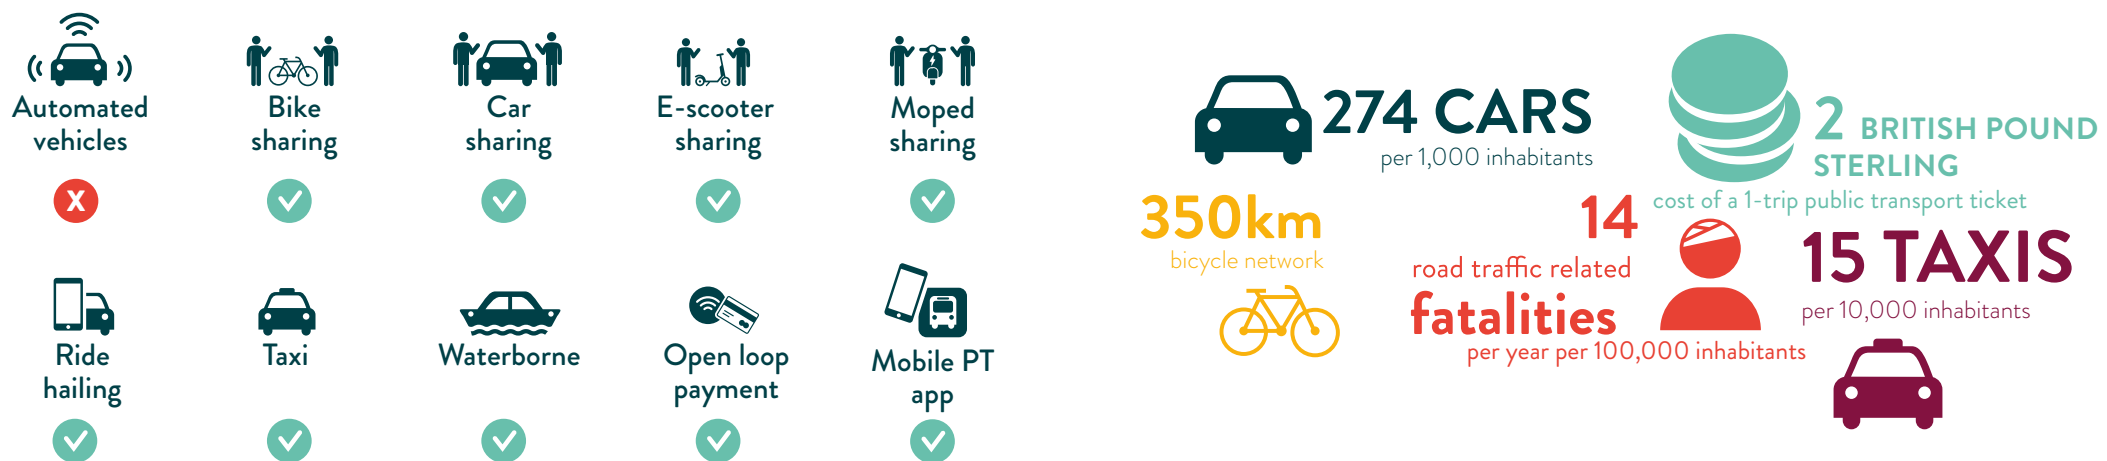 Automated
vehicles
Bike
sharing
Car
sharing
E-scooter
sharing
Moped
sharing
X
Ride
hailing
Taxi
Waterborne
Open loop
payment
Mobile PT
app
274 CARS
per 1,000 inhabitants
2 BRITISH POUND
STERLING
cost of a 1-trip public transport ticket
350km
bicycle network
14
road traffic related
fatalities
per year per 100,000 inhabitants
15 TAXIS
per 10,000 inhabitants